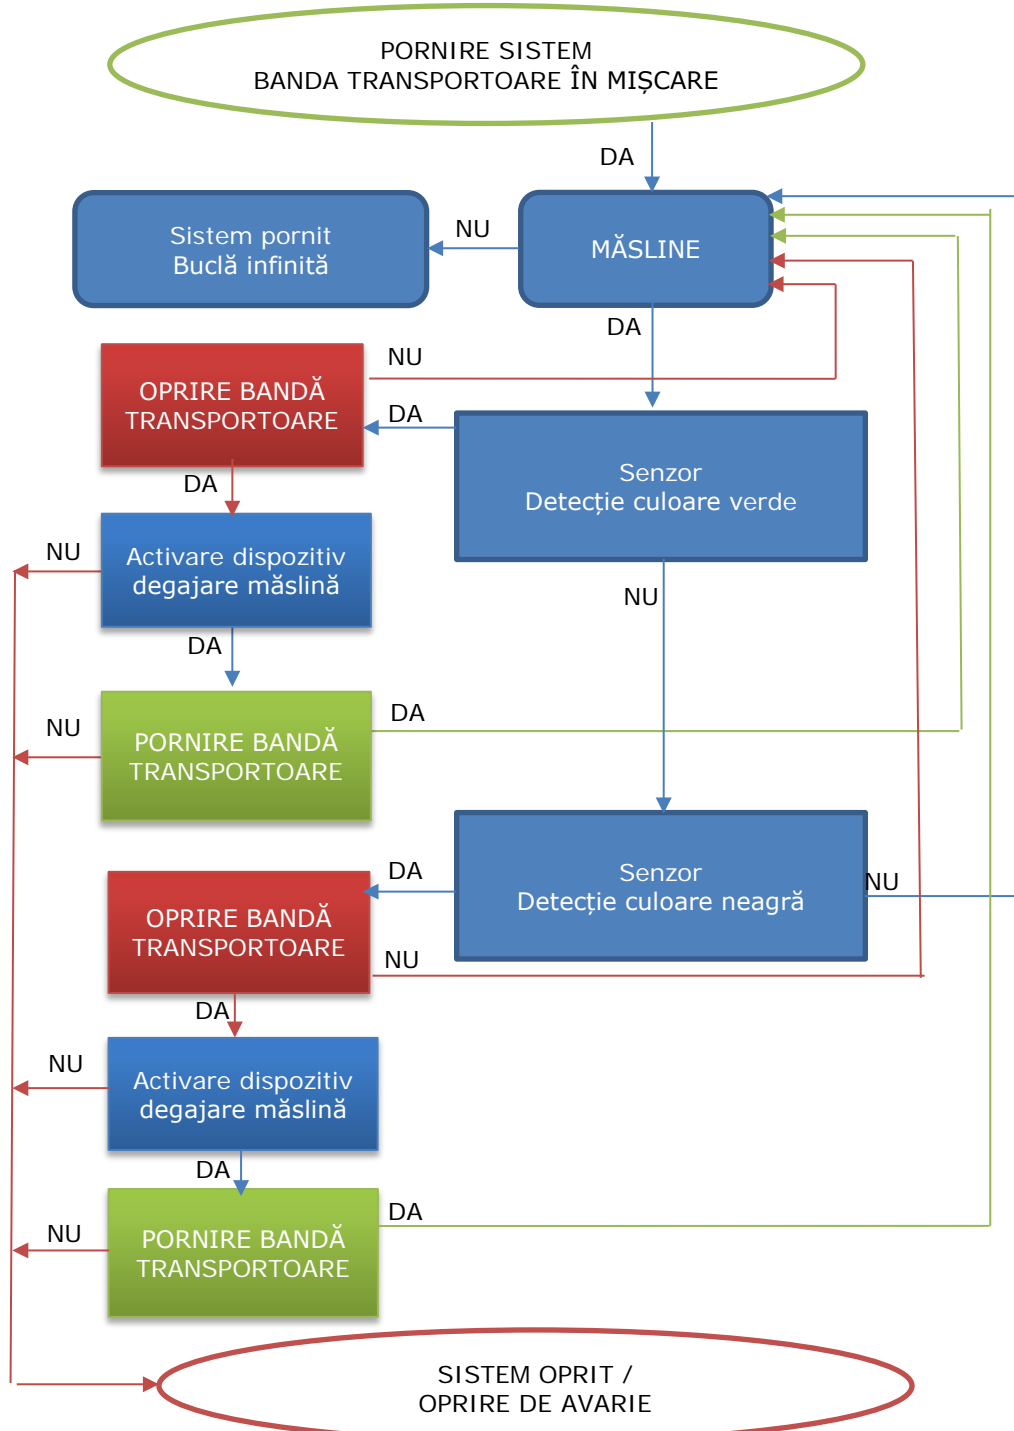 PORNIRE SISTEM
BANDA TRANSPORTOARE ÎN MIȘCARE
DA
Sistem pornit
Buclă infinită
NU
MĂSLINE
DA
NU
OPRIRE BANDĂ
TRANSPORTOARE
DA
Senzor
Detecție culoare verde
DA
NU
Activare dispozitiv
degajare măslină
NU
DA
NU
PORNIRE BANDĂ
TRANSPORTOARE
DA
DA
Senzor
Detecție culoare neagră
NU
OPRIRE BANDĂ
TRANSPORTOARE
NU
DA
NU
Activare dispozitiv
degajare măslină
DA
NU
PORNIRE BANDĂ
TRANSPORTOARE
DA
SISTEM OPRIT /
OPRIRE DE AVARIE